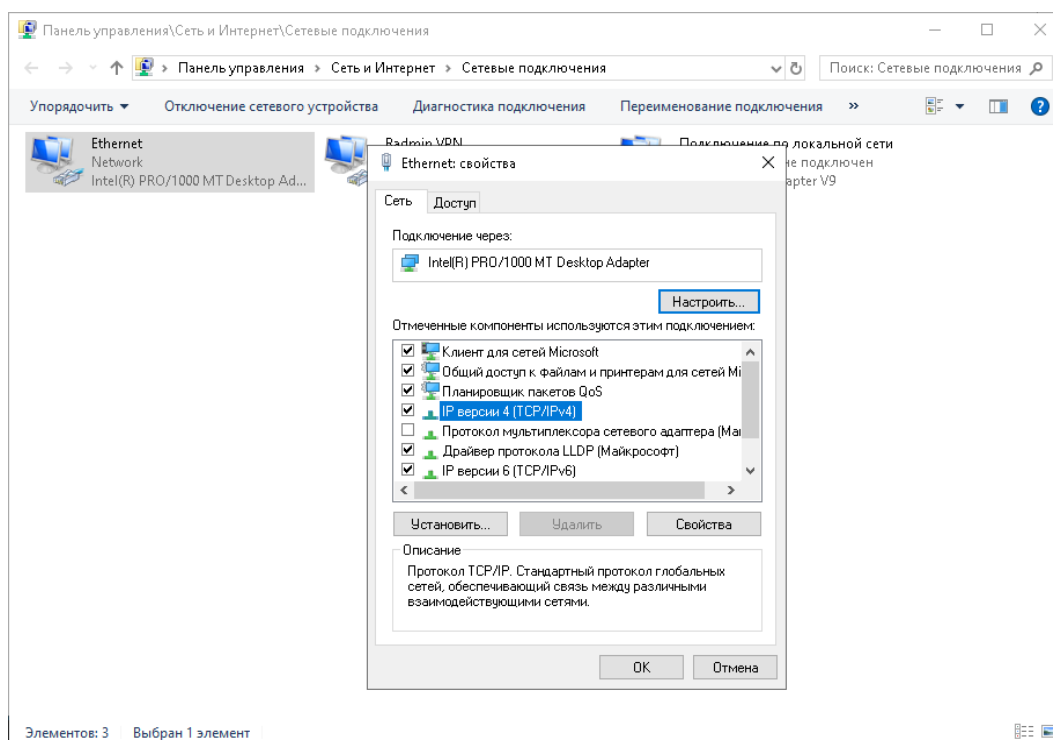 Панель управления\Сеть и Интернет\Сетевые подключения
Панель управления > Сеть и Интернет > Сетевые подключения
Поиск: Сетевые подключения
Упорядочить
Отключение сетевого устройства
Диагностика подключения
Переименование подключения
»
Ethernet
Network
Intel(R) PRO/1000 MT Desktop Ad...
Radmin VPN
Подключение по локальной сети
не подключен
apter V9
Ethernet: свойства
Сеть
Доступ
Подключение через:
Intel(R) PRO/1000 MT Desktop Adapter
Настроить...
Отмеченные компоненты используются этим подключением:
Клиент для сетей Microsoft
Общий доступ к файлам и принтерам для сетей Mi
Планировщик пакетов QoS
IP версии 4 (TCP/IPv4)
Протокол мультиплексора сетевого адаптера (Май
Драйвер протокола LLDP (Майкрософт)
IP версии 6 (TCP/IPv6)
Установить...
Удалить
Свойства
Описание
Протокол TCP/IP. Стандартный протокол глобальных
сетей, обеспечивающий связь между различными
взаимодействующими сетями.
OK
Отмена
Элементов: 3
Выбран 1 элемент